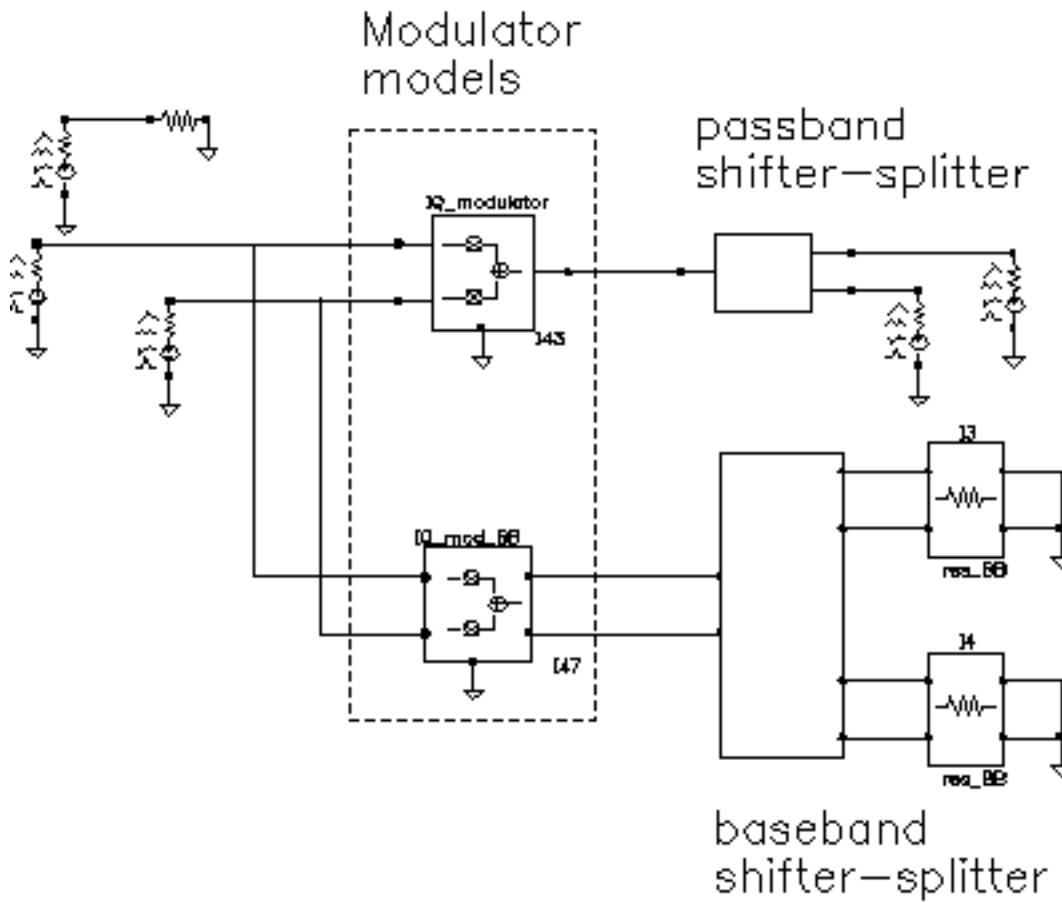 Modulator
models
passband
shifter-splitter
IQ_modulator
I43
I3
res_BB
IQ_mod_BB
I47
I4
res_BB
baseband
shifter-splitter